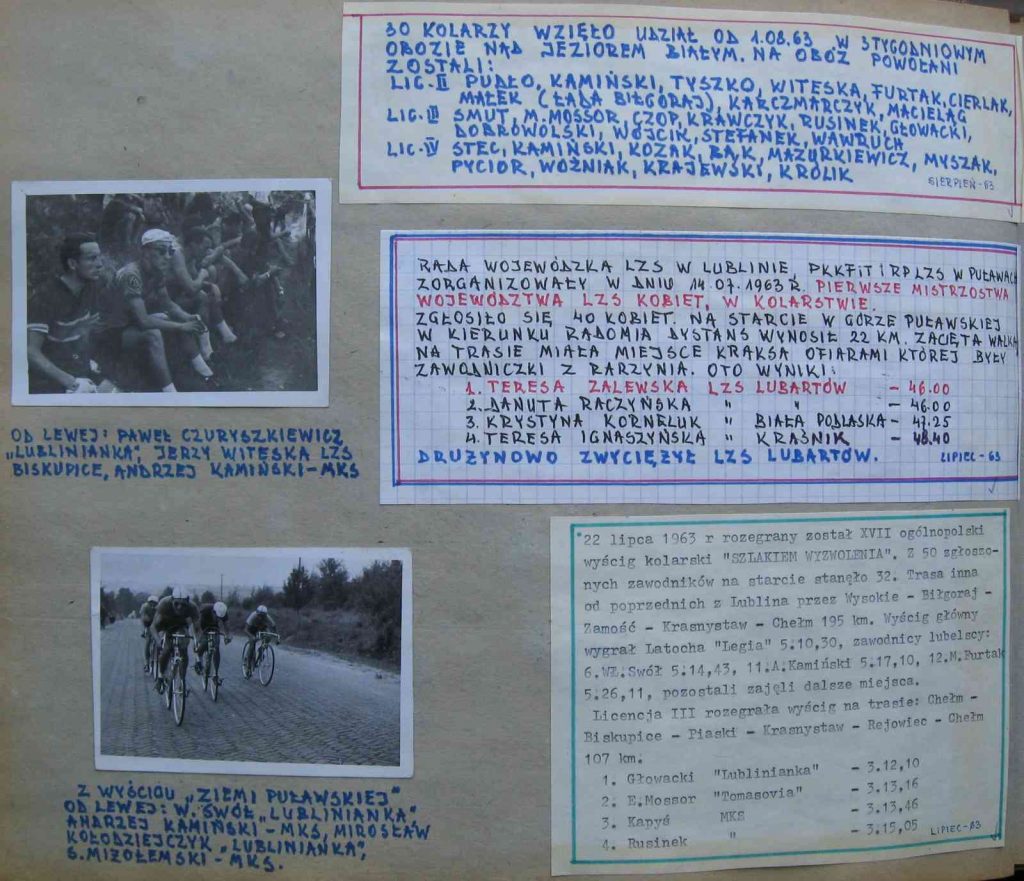 30 KOLARZY WZIĘŁO UDZIAŁ OD 1.08.63 W 3TYGODNIOWYM
OBOZIE NAD JEZIOREM BIAŁYM. NA OBÓZ POWOŁANI
ZOSTALI:
LIC.-II PUDŁO, KAMIŃSKI, TYSZKO, WITESKA, FURTAK, CIERLAK,
MAŁEK (ŁADA BIŁGORAJ), KARCZMARCZYK, MACIELĄG
LIG.-III SMUT, M.MOSSOR, CZOP, KRAWCZYK, RUSINEK, GŁOWACKI,
DOBROWOLSKI, WÓJCIK, STEFANEK, WAWRUCH
LIC.-IV STEC, KAMIŃSKI, KOZAK, BĄK, MAZURKIEWICZ, MYSZAK,
PYCIOR, WOŹNIAK, KRAJEWSKI, KRÓLIK
SIERPIEŃ-63
RADA WOJEWÓDZKA LZS W LUBLINIE, PKKFIT I RP LZS W PUŁAWACH
ZORGANIZOWAŁY W DNIU 14.07.1963 R. PIERWSZE MISTRZOSTWA
WOJEWÓDZTWA LZS KOBIET, W KOLARSTWIE.
ZGŁOSIŁO SIĘ 40 KOBIET. NA STARCIE W GÓRZE PUŁAWSKIEJ
W KIERUNKU RADOMIA DYSTANS WYNOSIŁ 22 KM. ZACIĘTA WALKA
NA TRASIE MIAŁA MIEJSCE KRAKSA OFIARAMI KTÓREJ BYŁY
ZAWODNICZKI Z RARZYNIA. OTO WYNIKI:
1. TERESA ZALEWSKA LZS LUBARTÓW - 46.00
2. DANUTA RACZYŃSKA " " - 46.00
3. KRYSTYNA KORNELUK " BIAŁA PODLASKA - 47.25
4. TERESA IGNASZYŃSKA " KRAŚNIK - 48.40
DRUŻYNOWO ZWYCIĘŻYŁ LZS LUBARTÓW. LIPIEC-63
OD LEWEJ: PAWEŁ CZURYSZKIEWICZ
„LUBLINIANKA”, JERZY WITESKA LZS
BISKUPICE, ANDRZEJ KAMIŃSKI-MKS
22 lipca 1963 r rozegrany został XVII ogólnopolski
wyścig kolarski "SZLAKIEM WYZWOLENIA". Z 50 zgłoszo-
nych zawodników na starcie stanęło 32. Trasa inna
od poprzednich z Lublina przez Wysokie - Biłgoraj -
Zamość - Krasnystaw - Chełm 195 km. Wyścig główny
wygrał Latocha "Legia" 5.10,30, zawodnicy lubelscy:
6.Wł.Swół 5.14,43, 11.A.Kamiński 5.17,10, 12.M.Furtak
5.26,11, pozostali zajęli dalsze miejsca.
Licencja III rozegrała wyścig na trasie: Chełm -
Biskupice - Piaski - Krasnystaw - Rejowiec - Chełm
107 km.
1. Głowacki "Lublinianka" - 3.12,10
2. E.Mossor "Tomasovia" - 3.13,16
3. Kapyś MKS - 3.13,46
4. Rusinek " - 3.15,05 LIPIEC-63
Z WYŚCIGU „ZIEMI PUŁAWSKIEJ”
OD LEWEJ: W. SWÓŁ „LUBLINIANKA”
ANDRZEJ KAMIŃSKI-MKS, MIROSŁAW
KOŁODZIEJCZYK „LUBLINIANKA”,
S. MIZOŁEMSKI-MKS.